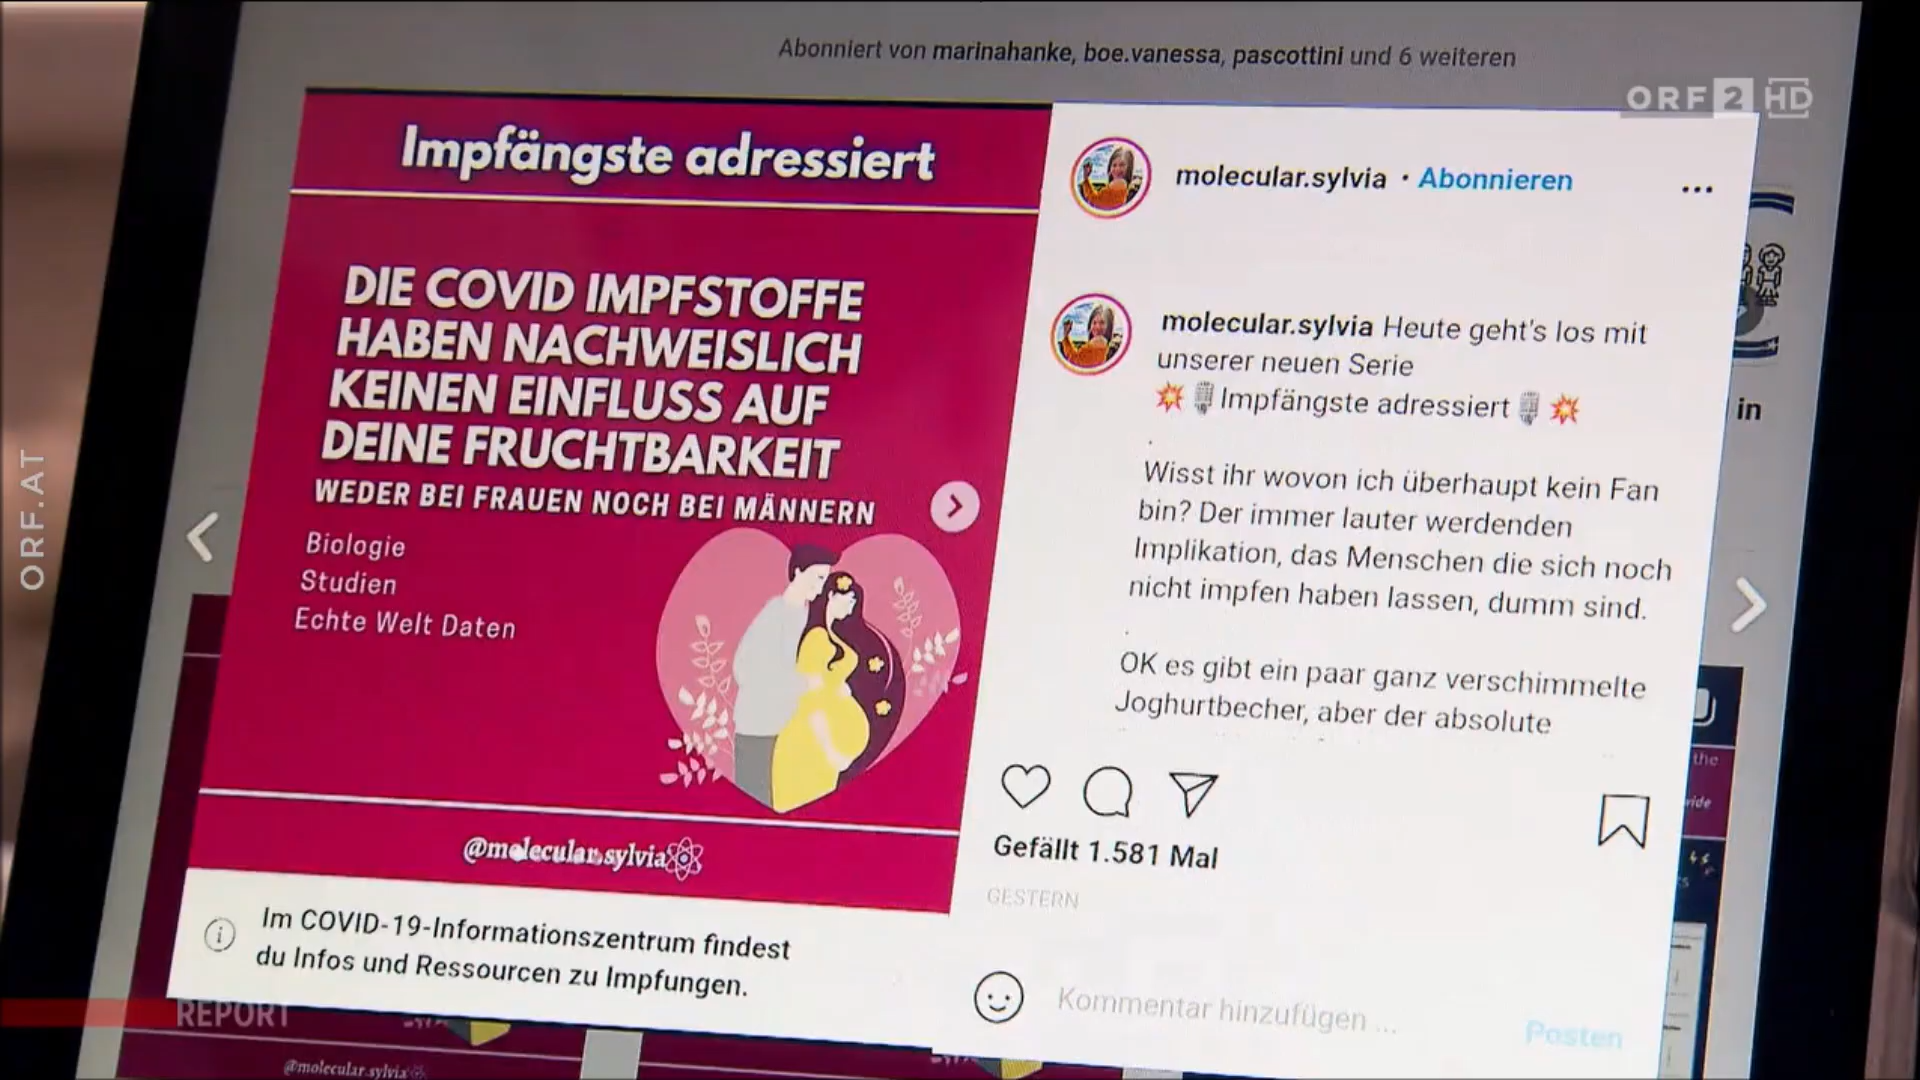 Abonniert von marinahanke, boe.vanessa, pascottini und 6 weiteren
ORF 2 HD
ORF.AT
Impfängste adressiert
DIE COVID IMPFSTOFFE
HABEN NACHWEISLICH
KEINEN EINFLUSS AUF
DEINE FRUCHTBARKEIT
WEDER BEI FRAUEN NOCH BEI MÄNNERN
Biologie
Studien
Echte Welt Daten
@molecular.sylvia
Im COVID-19-Informationszentrum findest
du Infos und Ressourcen zu Impfungen.
molecular.sylvia • Abonnieren
...
molecular.sylvia Heute geht's los mit
unserer neuen Serie
💥🎙Impfängste adressiert🎙💥
.
Wisst ihr wovon ich überhaupt kein Fan
bin? Der immer lauter werdenden
Implikation, das Menschen die sich noch
nicht impfen haben lassen, dumm sind.
.
OK es gibt ein paar ganz verschimmelte
Joghurtbecher, aber der absolute
Gefällt 1.581 Mal
GESTERN
Kommentar hinzufügen ...
Posten
in
the
REPORT
@molecular.sylvia